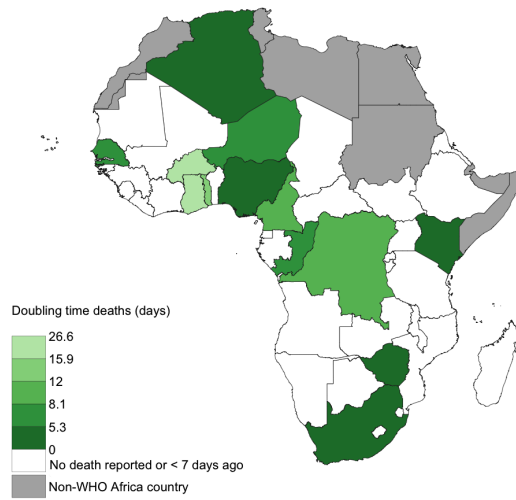 Doubling time deaths (days)
26.6
15.9
12
8.1
5.3
0
No death reported or < 7 days ago
Non-WHO Africa country